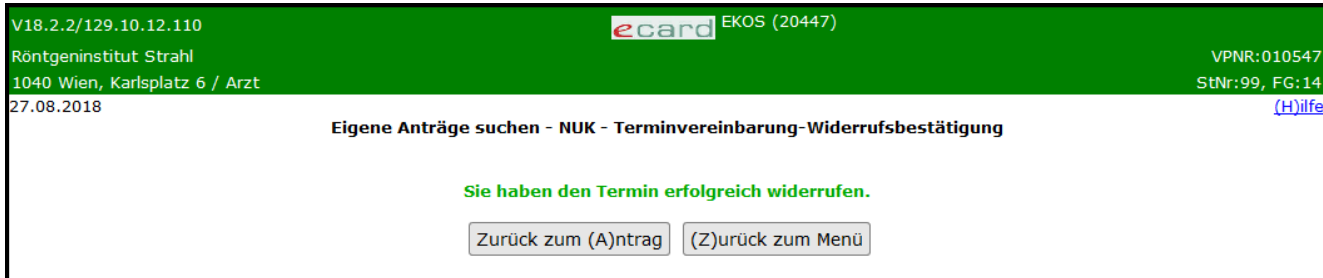 V18.2.2/129.10.12.110 ecard EKOS (20447)
Röntgeninstitut Strahl VPNR:010547
1040 Wien, Karlsplatz 6 / Arzt StNr:99, FG:14
27.08.2018 (H)ilfe
Eigene Anträge suchen - NUK - Terminvereinbarung-Widerrufsbestätigung
Sie haben den Termin erfolgreich widerrufen.
Zurück zum (A)ntrag (Z)urück zum Menü